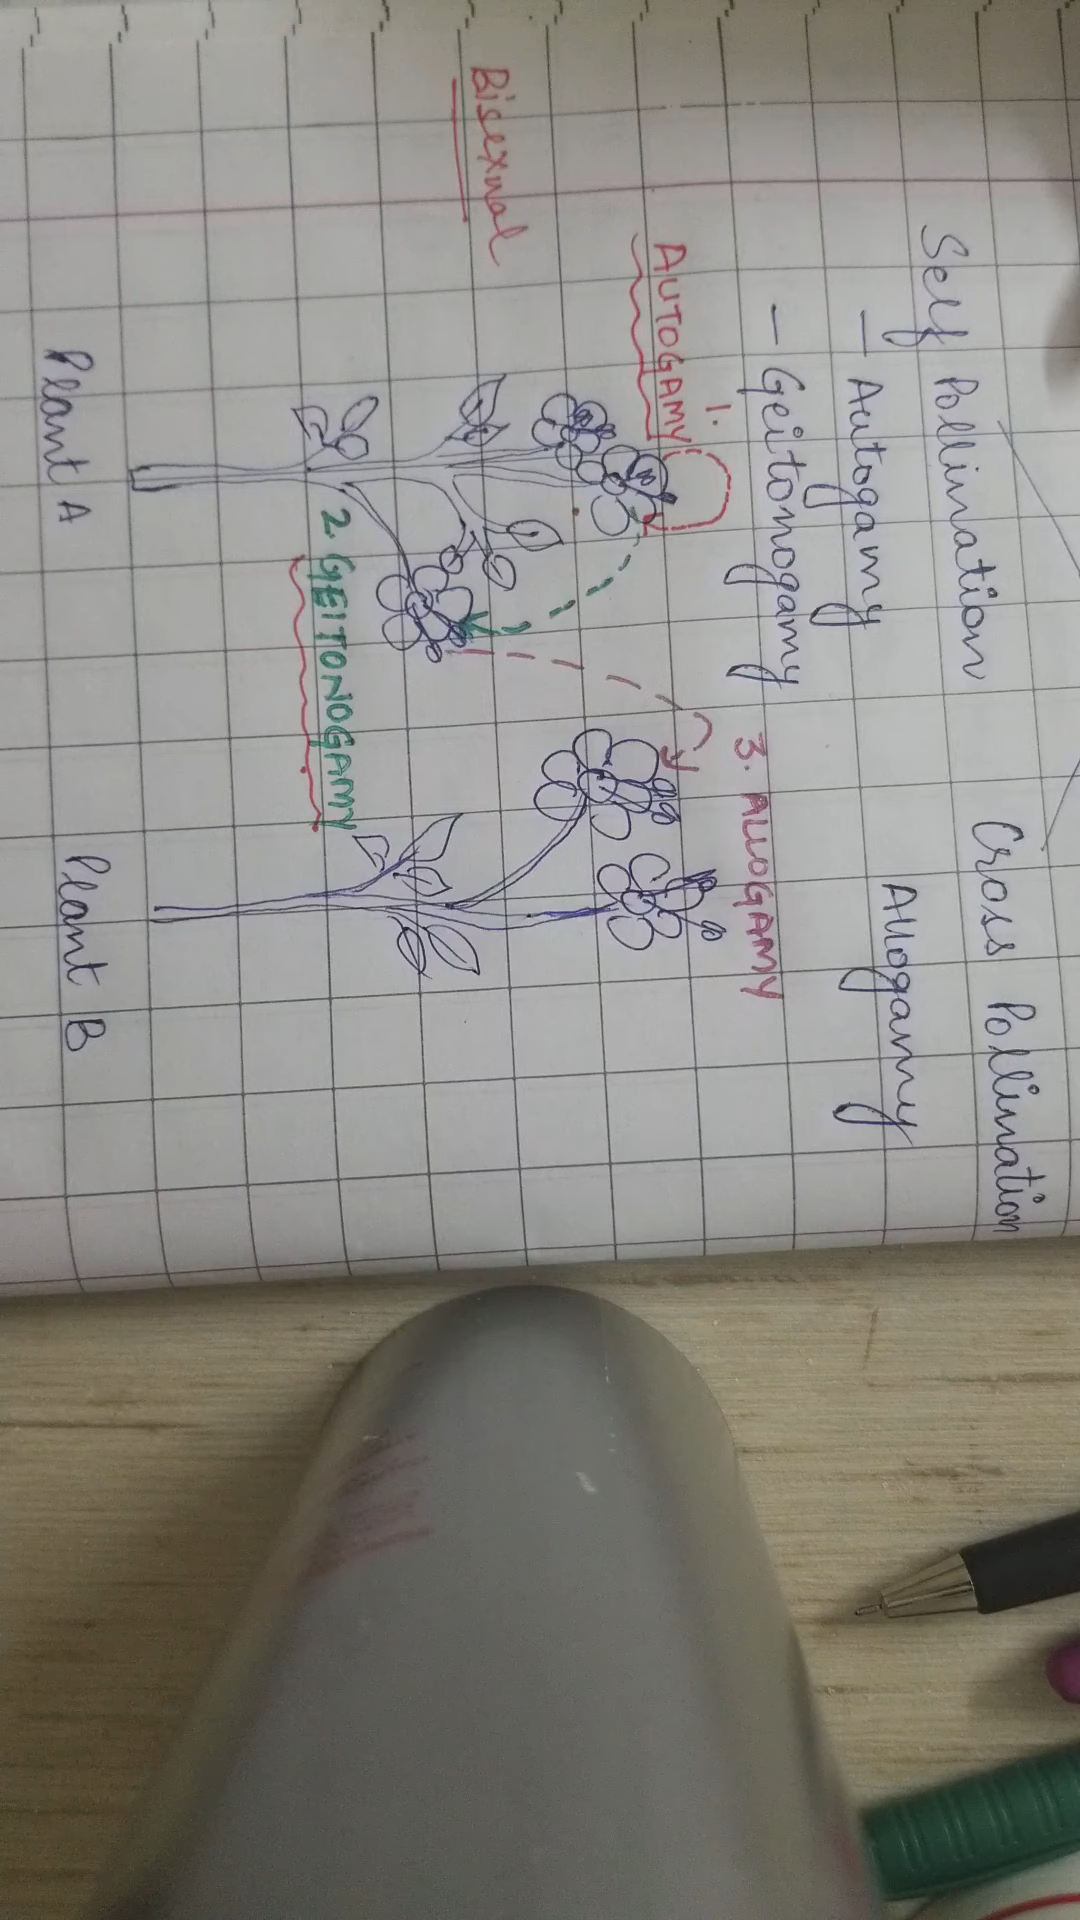 Self Pollination Cross Pollination
— Autogamy Allogamy
— Geitonogamy
1.
AUTOGAMY
3. ALLOGAMY
Bisexual
2. GEITONOGAMY
Plant A Plant B